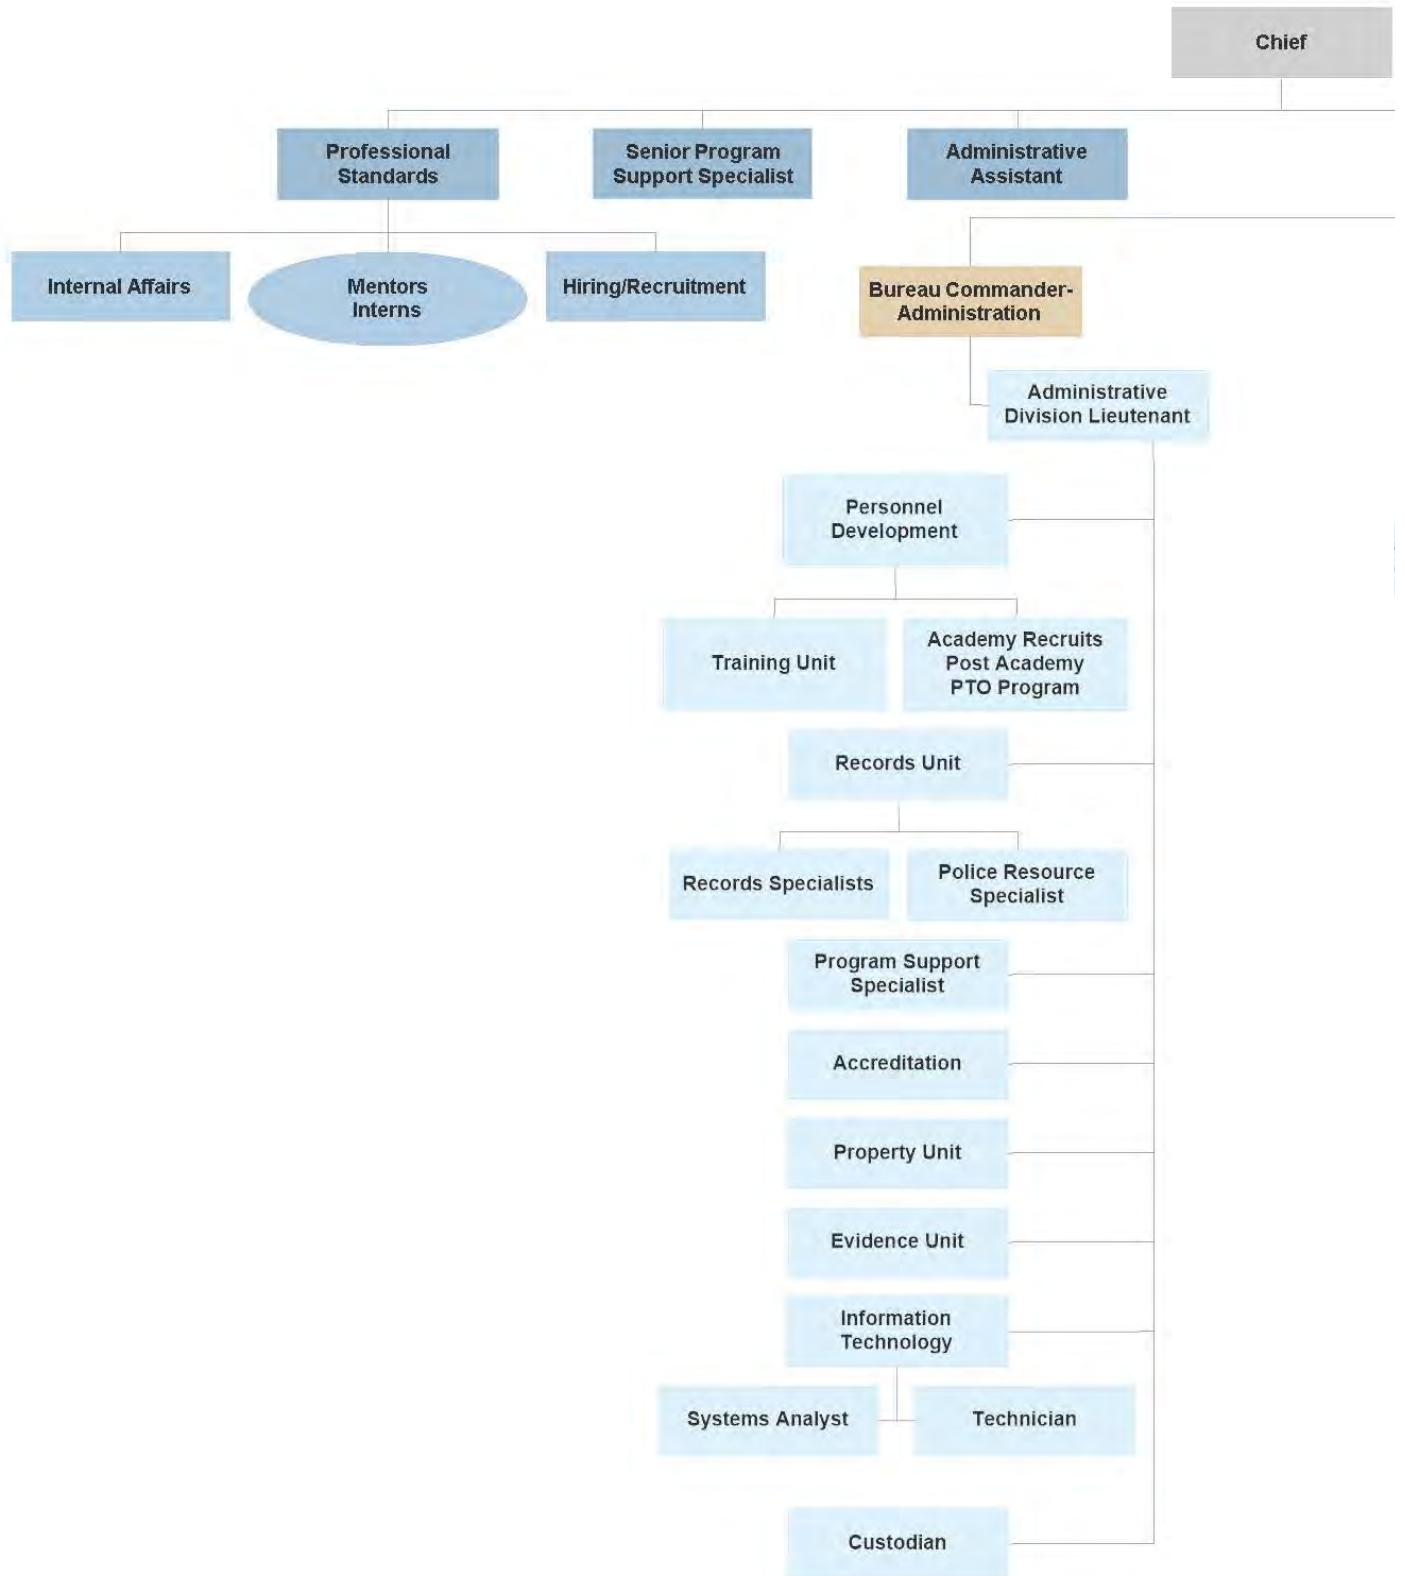 Chief
Professional
Standards
Senior Program
Support Specialist
Administrative
Assistant
Internal Affairs
Mentors
Interns
Hiring/Recruitment
Bureau Commander-
Administration
Administrative
Division Lieutenant
Personnel
Development
Training Unit
Academy Recruits
Post Academy
PTO Program
Records Unit
Records Specialists
Police Resource
Specialist
Program Support
Specialist
Accreditation
Property Unit
Evidence Unit
Information
Technology
Systems Analyst
Technician
Custodian